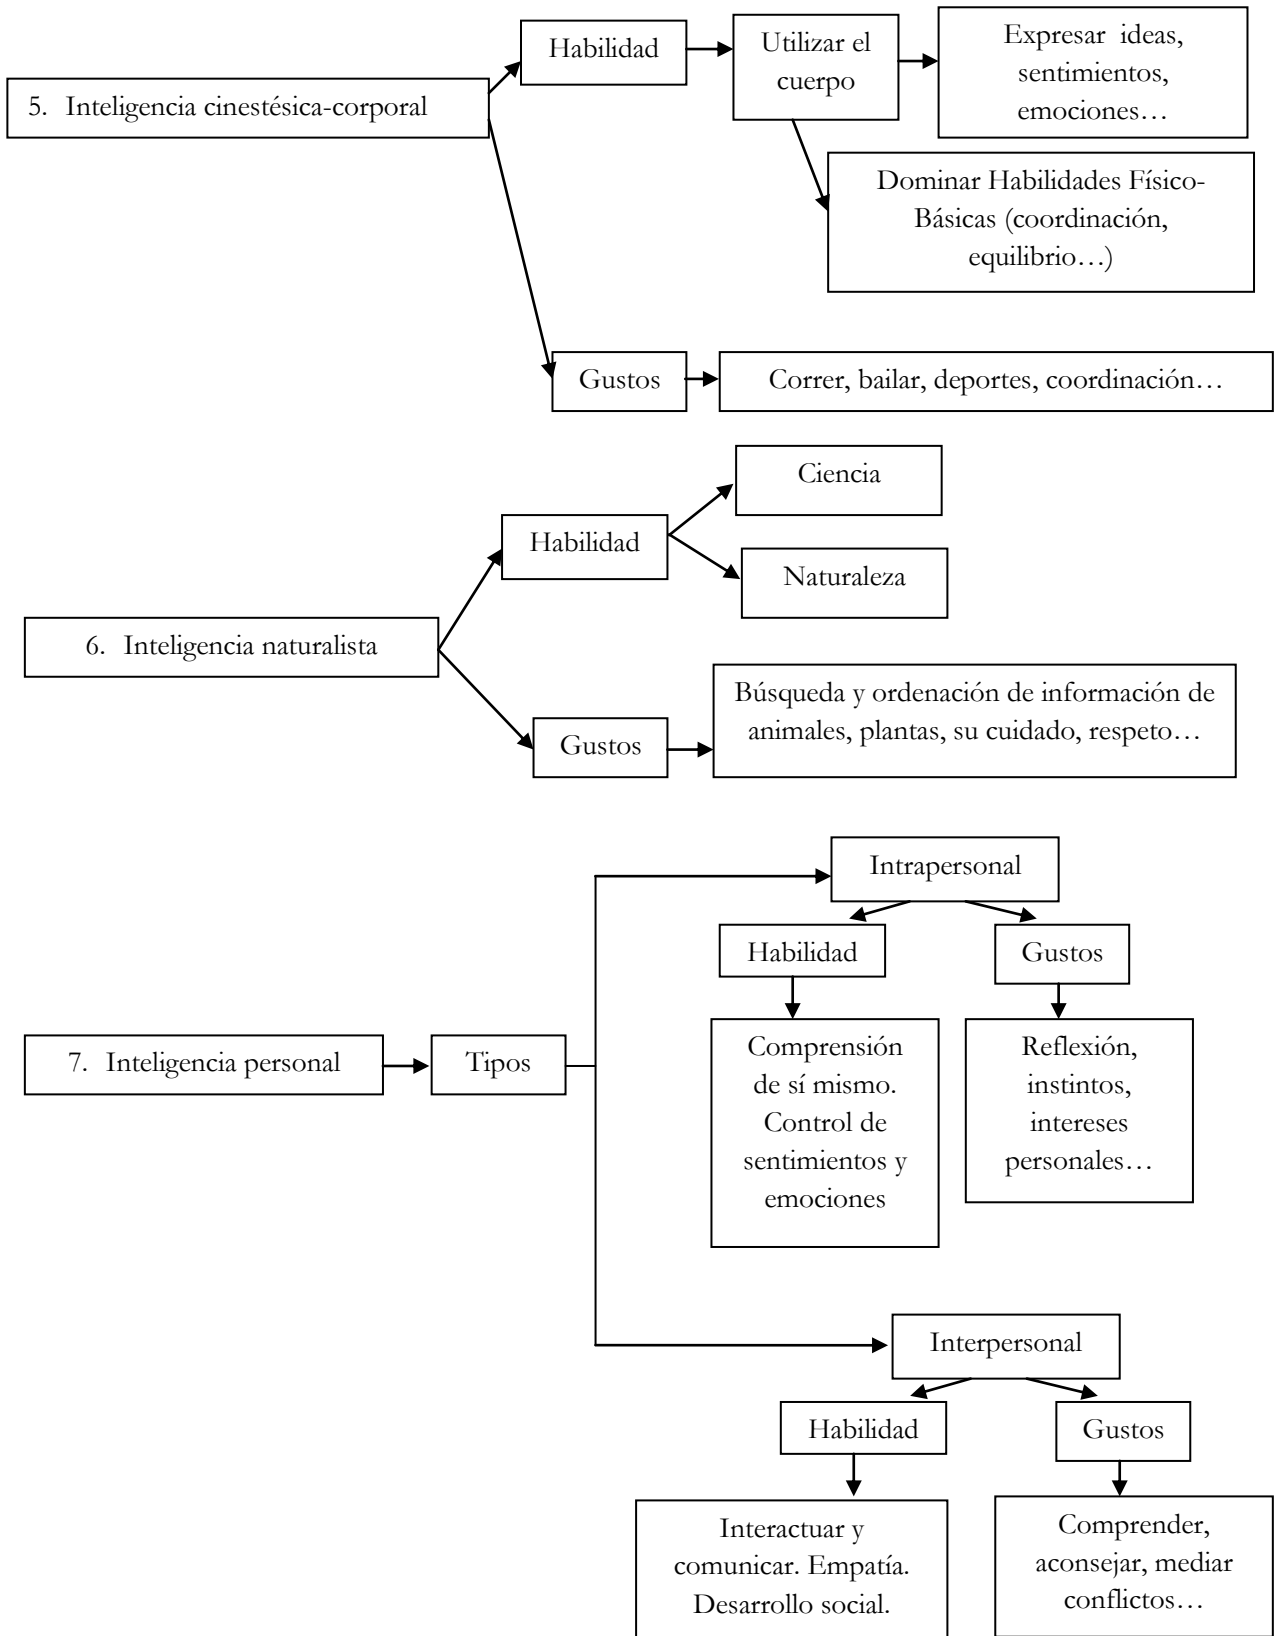 Habilidad
Utilizar el
cuerpo
Expresar  ideas,
sentimientos,
emociones…
5. Inteligencia cinestésica-corporal
Dominar Habilidades Físico-
Básicas (coordinación,
equilibrio…)
Gustos
Correr, bailar, deportes, coordinación…
Ciencia
Habilidad
Naturaleza
6. Inteligencia naturalista
Búsqueda y ordenación de información de
animales, plantas, su cuidado, respeto…
Gustos
Intrapersonal
Habilidad
Gustos
7. Inteligencia personal
Tipos
Comprensión
de sí mismo.
Control de
sentimientos y
emociones
Reflexión,
instintos,
intereses
personales…
Interpersonal
Habilidad
Gustos
Interactuar y
comunicar. Empatía.
Desarrollo social.
Comprender,
aconsejar, mediar
conflictos…